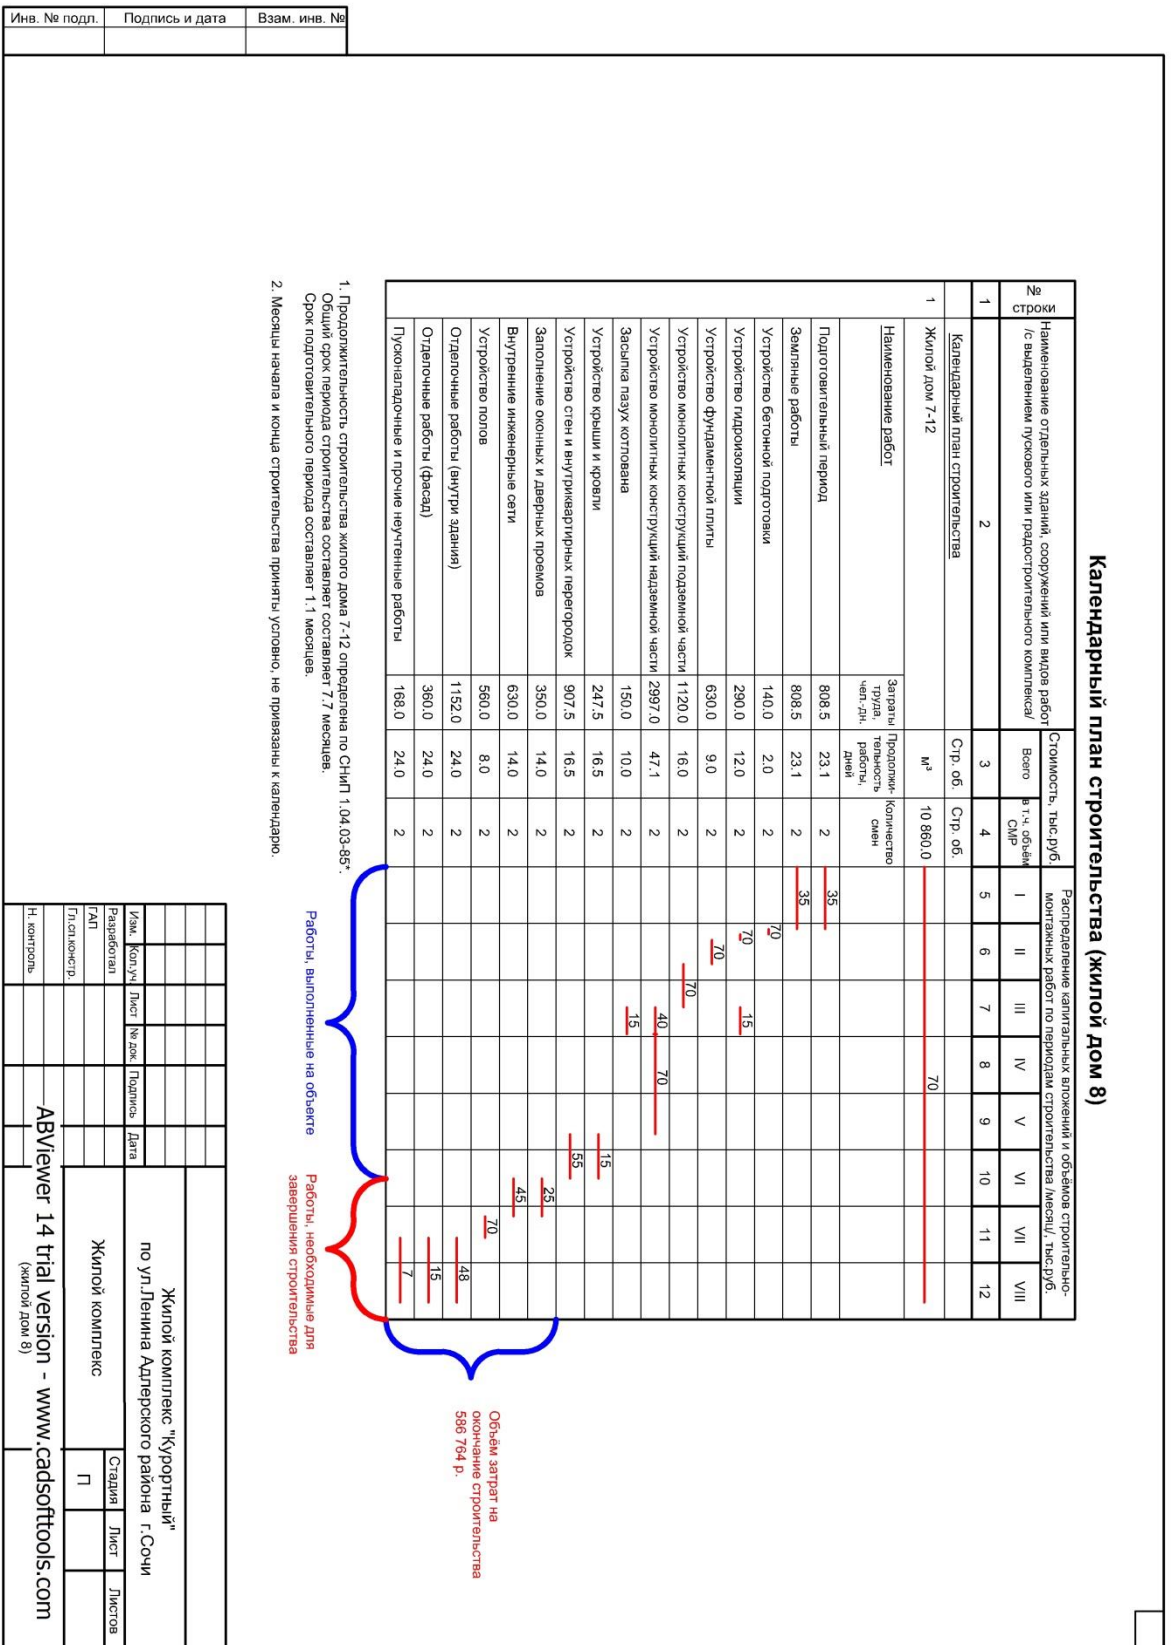 Инв. № подл.
Подпись и дата
Взам. инв. №
Календарный план строительства (жилой дом 8)
№
строки
Наименование отдельных зданий, сооружений или видов работ
/с выделением пускового или градостроительного комплекса/
Стоимость, тыс.руб.
Всего
в т.ч. объём
СМР
Распределение капитальных вложений и объёмов строительно-
монтажных работ по периодам строительства /месяц/, тыс.руб.
I II III IV V VI VII VIII
1 2 3 4 5 6 7 8 9 10 11 12
Календарный план строительства Стр. об. Стр. об.
1 Жилой дом 7-12 м³ 10 860.0 70
Наименование работ
Затраты
труда,
чел.-дн.
Продолжи-
тельность
работы,
дней
Количество
смен
Подготовительный период 808.5 23.1 2 35
Земляные работы 808.5 23.1 2 35
Устройство бетонной подготовки 140.0 2.0 2 70
Устройство гидроизоляции 290.0 12.0 2 70 15
Устройство фундаментной плиты 630.0 9.0 2 70
Устройство монолитных конструкций подземной части 1120.0 16.0 2 70
Устройство монолитных конструкций надземной части 2997.0 47.1 2 40 70
Засыпка пазух котлована 150.0 10.0 2 15
Устройство крыши и кровли 247.5 16.5 2 15
Устройство стен и внутриквартирных перегородок 907.5 16.5 2 55
Заполнение оконных и дверных проемов 350.0 14.0 2 25
Внутренние инженерные сети 630.0 14.0 2 45
Устройство полов 560.0 8.0 2 70
Отделочные работы (внутри здания) 1152.0 24.0 2 48
Отделочные работы (фасад) 360.0 24.0 2 15
Пусконаладочные и прочие неучтенные работы 168.0 24.0 2 7
1. Продолжительность строительства жилого дома 7-12 определена по СНиП 1.04.03-85*.
Общий срок периода строительства составляет составляет 7.7 месяцев.
Срок подготовительного периода составляет 1.1 месяцев.
2. Месяцы начала и конца строительства приняты условно, не привязаны к календарю.
Работы, выполненные на объекте
Работы, необходимые для
завершения строительства
Объём затрат на
окончание строительства
586 764 р.
Изм. Кол.уч. Лист № док. Подпись Дата
Разработал
ГАП
Гл.сп.констр.
Н. контроль
Жилой комплекс "Курортный"
по ул.Ленина Адлерского района г.Сочи
Жилой комплекс
Стадия Лист Листов
П
ABViewer 14 trial version - www.cadsofttools.com
(жилой дом 8)